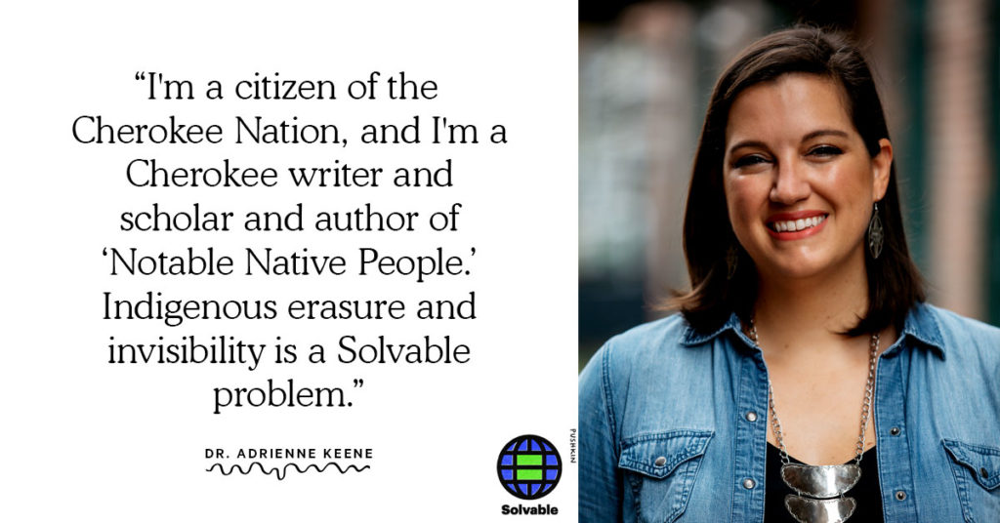 “I'm a citizen of the
Cherokee Nation, and I'm a
Cherokee writer and
scholar and author of
‘Notable Native People.’
Indigenous erasure and
invisibility is a Solvable
problem.”
DR. ADRIENNE KEENE
PUSHKIN
Solvable